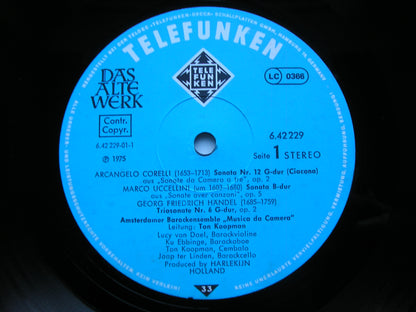 TELEFUNKEN
TELE
FUN
KEN
DAS
ALTE
WERK
LC 0366
Contr.
Copyr.
6.42 229-01-1
℗ 1975
6.42 229
Seite 1 STEREO
ARCANGELO CORELLI (1653-1713) Sonata Nr. 12 G-dur (Ciacona)
aus „Sonate da Camera a tre", op. 2
MARCO UCCELLINI (um 1603-1680) Sonata B-dur
aus „Sonate over canzoni", op. 5
GEORG FRIEDRICH HANDEL (1685-1759)
Triosonate Nr. 6 G-dur, op. 2
Amsterdamer Barockensemble „Musica da Camera"
Leitung: Ton Koopman
Lucy van Dael, Barockvioline
Ku Ebbinge, Barockoboe
Ton Koopman, Cembalo
Jaap ter Linden, Barockcello
Produced by HARLEKIJN
HOLLAND
33